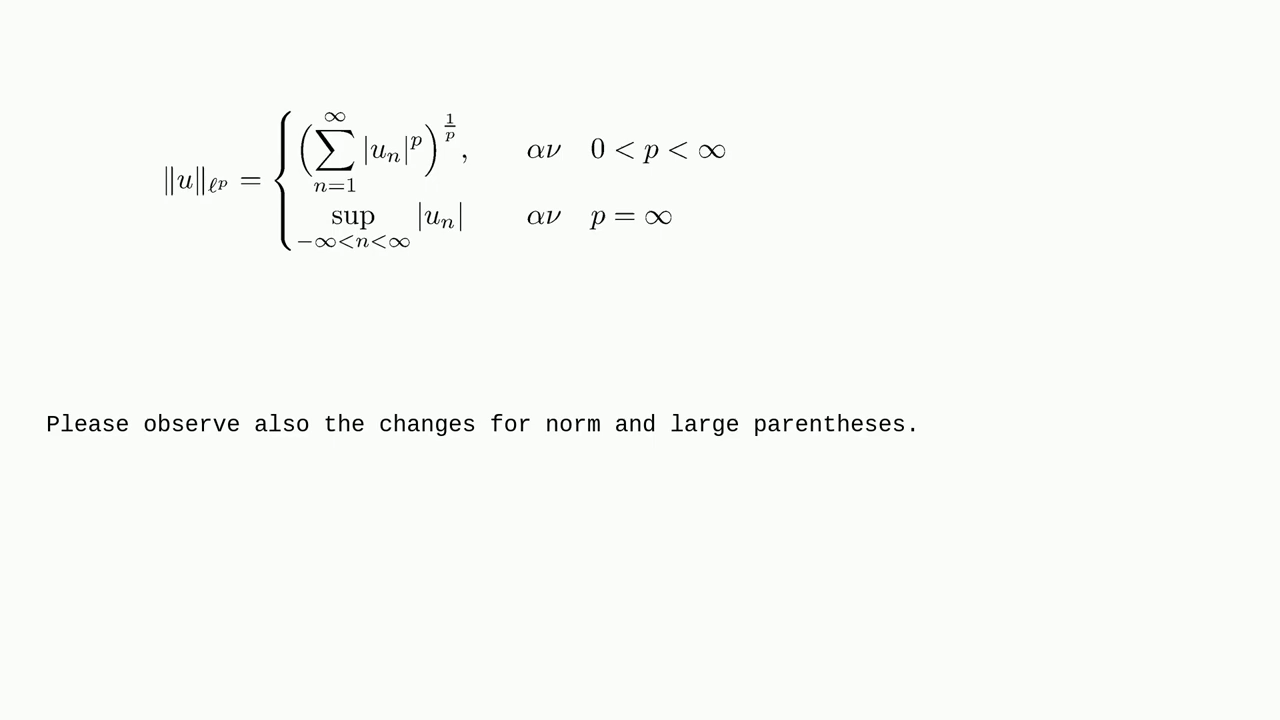 ‖u‖_{ℓ^p} = { (∑_{n=1}^{∞} |u_n|^p)^{1/p}, αν 0 < p < ∞
sup_{−∞<n<∞} |u_n| αν p = ∞
Please observe also the changes for norm and large parentheses.